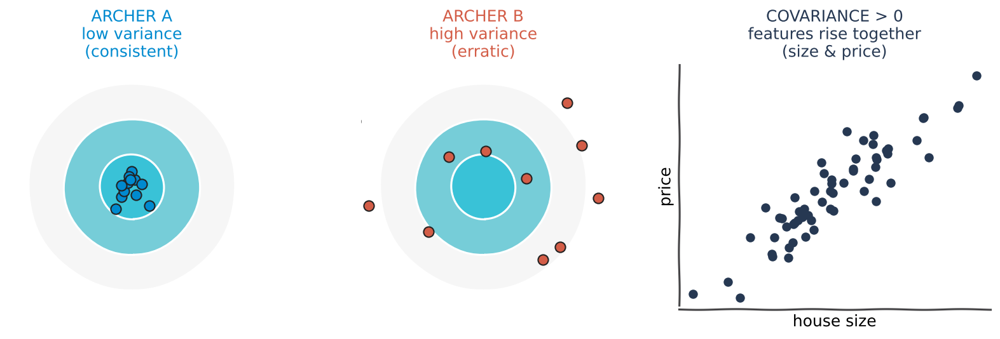 ARCHER A
low variance
(consistent)
ARCHER B
high variance
(erratic)
COVARIANCE > 0
features rise together
(size & price)
price
house size